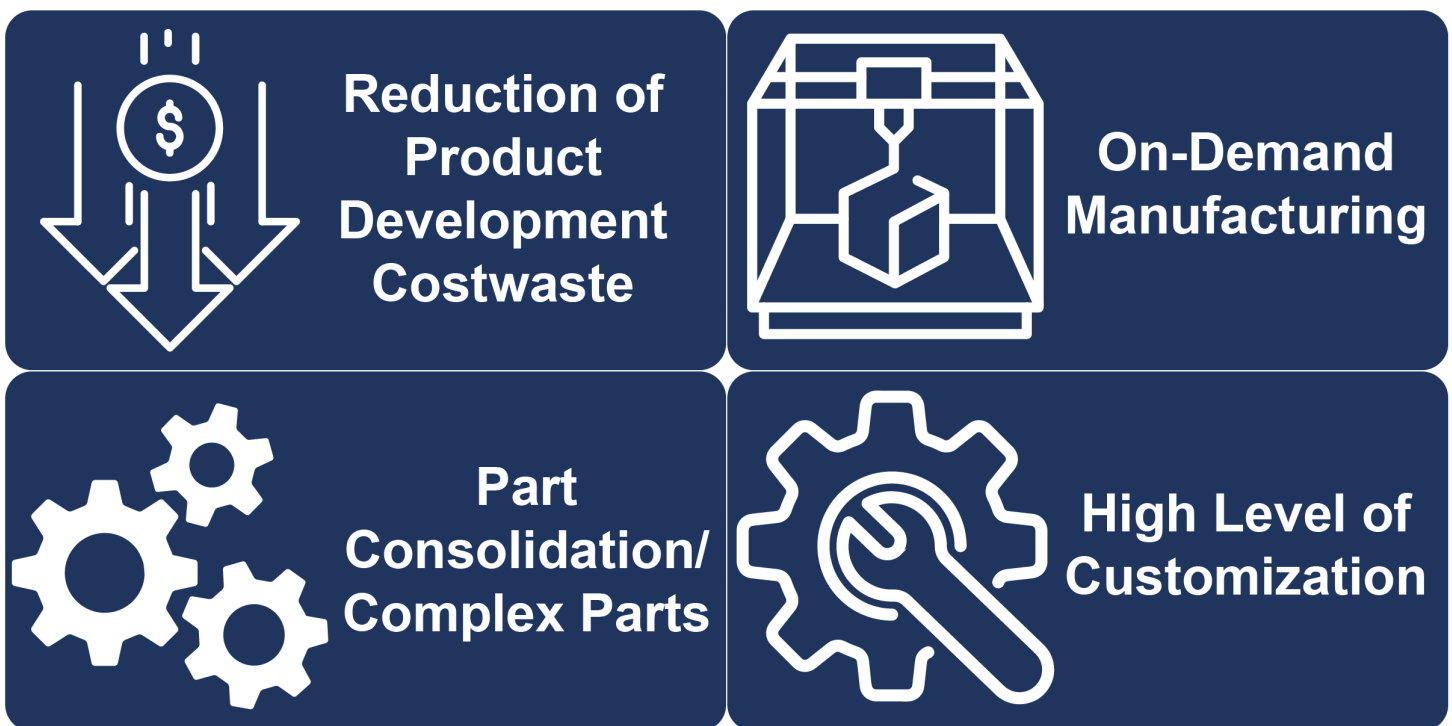 Reduction of
Product
Development
Costwaste
On-Demand
Manufacturing
Part
Consolidation/
Complex Parts
High Level of
Customization
$